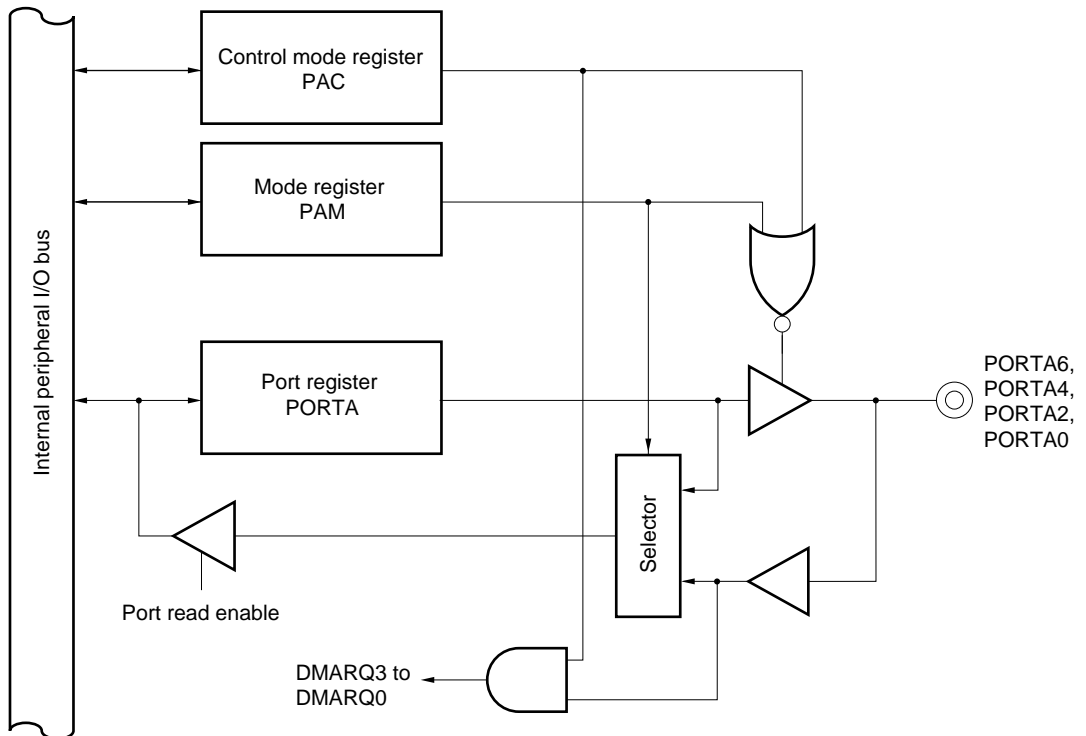 Control mode register
PAC
Mode register
PAM
Internal peripheral I/O bus
Port register
PORTA
PORTA6,
PORTA4,
PORTA2,
PORTA0
Selector
Port read enable
DMARQ3 to
DMARQ0